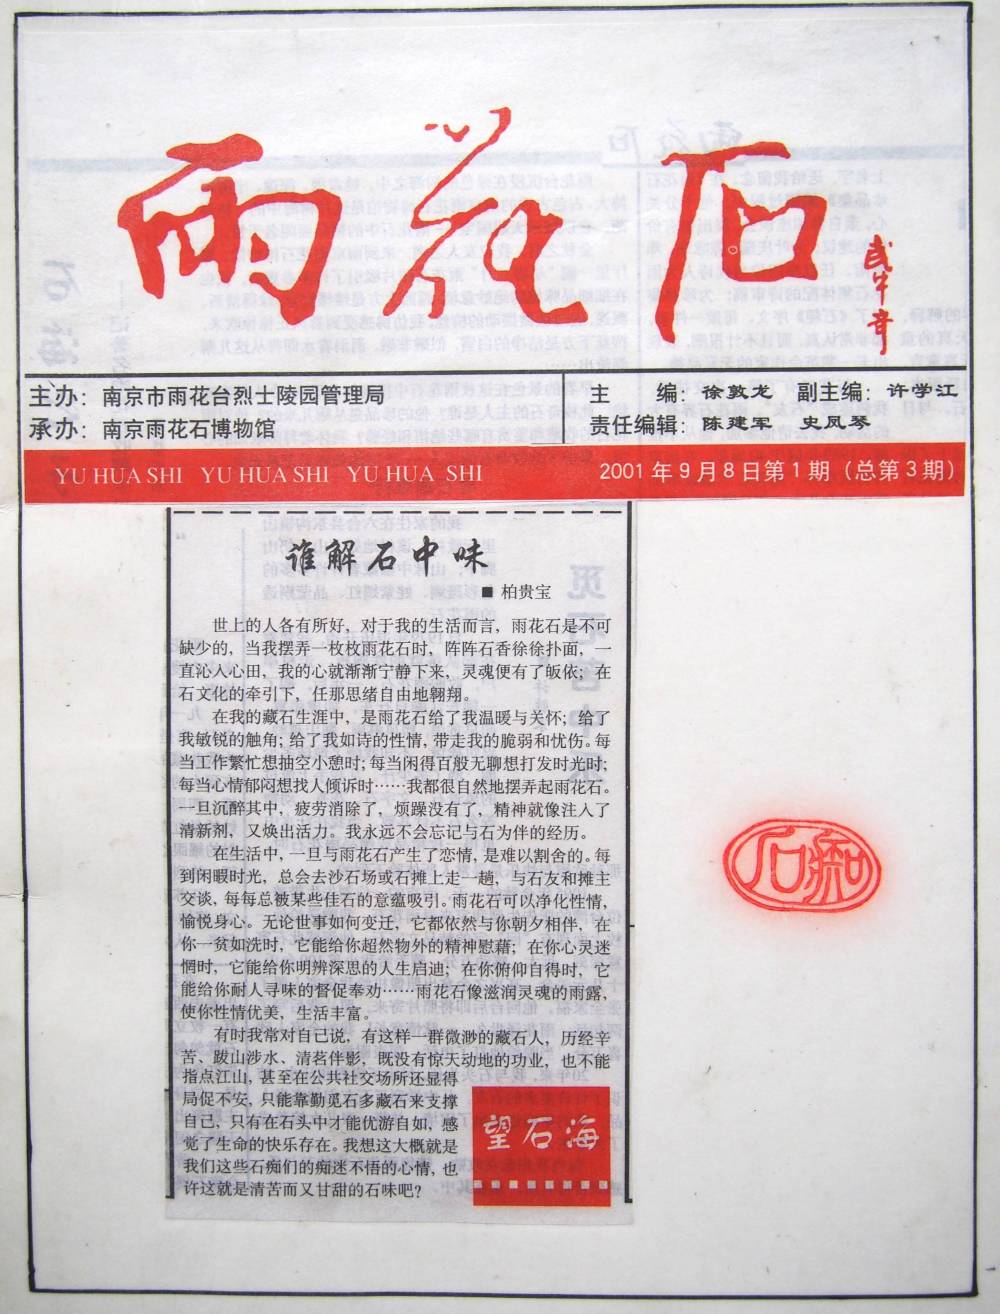 雨花石
武中奇
主办：南京市雨花台烈士陵园管理局
承办：南京雨花石博物馆
主　　编：徐敦尤　副主编：许学江
责任编辑：陈建军　史凤琴
YU HUA SHI YU HUA SHI YU HUA SHI
2001年9月8日第1期（总第3期）
谁解石中味
■ 柏贵宝
世上的人各有所好，对于我的生活而言，雨花石是不可
缺少的，当我摆弄一枚枚雨花石时，阵阵石香徐徐扑面，一
直沁人心田，我的心就渐渐宁静下来，灵魂便有了皈依；在
石文化的牵引下，任那思绪自由地翱翔。
在我的藏石生涯中，是雨花石给了我温暖与关怀；给了
我敏锐的触角；给了我如诗的性情，带走我的脆弱和忧伤。每
当工作繁忙想抽空小憩时；每当闲得百般无聊想打发时光时；
每当心情郁闷想找人倾诉时……我都很自然地摆弄起雨花石。
一旦沉醉其中，疲劳消除了，烦躁没有了，精神就像注入了
清新剂，又焕出活力。我永远不会忘记与石为伴的经历。
在生活中，一旦与雨花石产生了恋情，是难以割舍的。每
到闲暇时光，总会去沙石场或石摊上走一趟，与石友和摊主
交谈，每每总被某些佳石的意蕴吸引。雨花石可以净化性情，
愉悦身心。无论世事如何变迁，它都依然与你朝夕相伴。在
你一贫如洗时，它能给你超然物外的精神慰藉；在你心灵迷
惘时，它能给你明辨深思的人生启迪；在你俯仰自得时，它
能给你耐人寻味的督促奉劝……雨花石像滋润灵魂的雨露，
使你性情优美，生活丰富。
有时我常对自己说，有这样一群微渺的藏石人，历经辛
苦、跋山涉水、清茗伴影，既没有惊天动地的功业，也不能
指点江山，甚至在公共社交场所还显得
局促不安，只能靠勤觅石多藏石来支撑
自己，只有在石头中才能优游自如，感
觉了生命的快乐存在。我想这大概就是
我们这些石痴们的痴迷不悟的心情，也
许这就是清苦而又甘甜的石味吧？
望石海
石痴